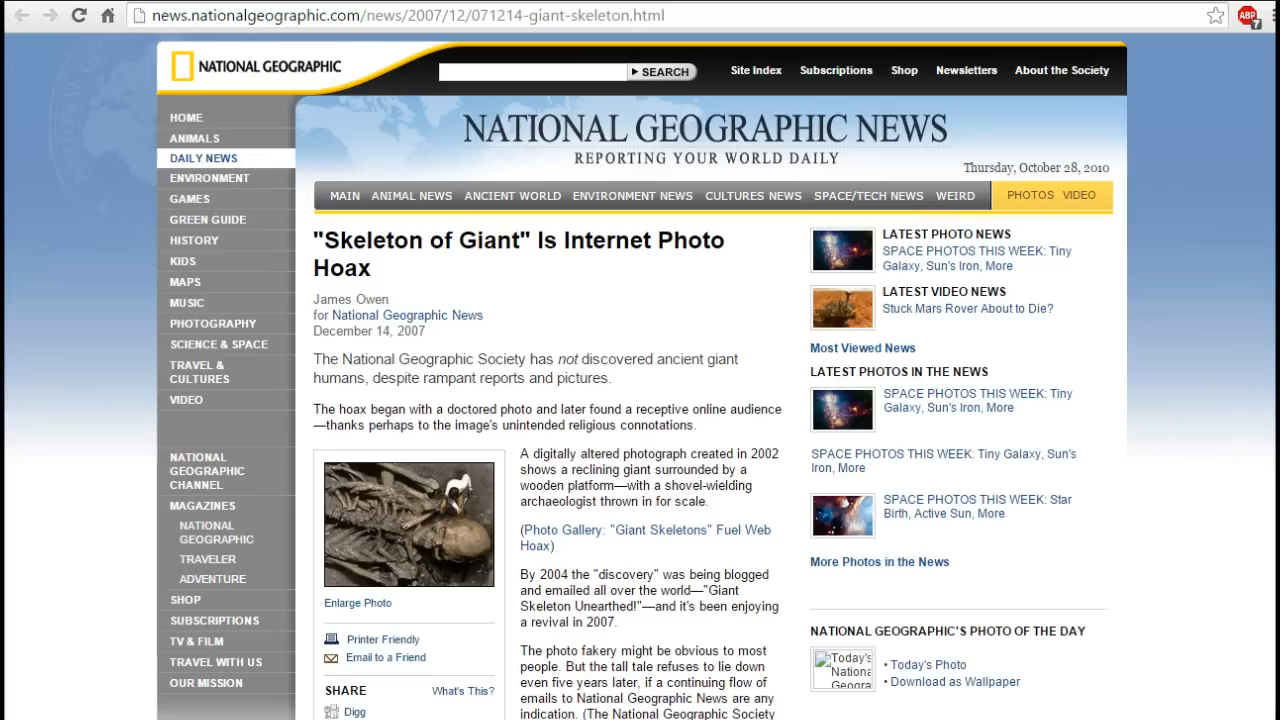 news.nationalgeographic.com/news/2007/12/071214-giant-skeleton.html
ABP
7
NATIONAL GEOGRAPHIC
SEARCH
Site Index
Subscriptions
Shop
Newsletters
About the Society
NATIONAL GEOGRAPHIC NEWS
REPORTING YOUR WORLD DAILY
Thursday, October 28, 2010
MAIN
ANIMAL NEWS
ANCIENT WORLD
ENVIRONMENT NEWS
CULTURES NEWS
SPACE/TECH NEWS
WEIRD
PHOTOS
VIDEO
HOME
ANIMALS
DAILY NEWS
ENVIRONMENT
GAMES
GREEN GUIDE
HISTORY
KIDS
MAPS
MUSIC
PHOTOGRAPHY
SCIENCE & SPACE
TRAVEL &
CULTURES
VIDEO
NATIONAL
GEOGRAPHIC
CHANNEL
MAGAZINES
NATIONAL
GEOGRAPHIC
TRAVELER
ADVENTURE
SHOP
SUBSCRIPTIONS
TV & FILM
TRAVEL WITH US
OUR MISSION
"Skeleton of Giant" Is Internet Photo
Hoax
James Owen
for National Geographic News
December 14, 2007
The National Geographic Society has not discovered ancient giant
humans, despite rampant reports and pictures.
The hoax began with a doctored photo and later found a receptive online audience
—thanks perhaps to the image's unintended religious connotations.
Enlarge Photo
Printer Friendly
Email to a Friend
SHARE
What's This?
Digg
A digitally altered photograph created in 2002
shows a reclining giant surrounded by a
wooden platform—with a shovel-wielding
archaeologist thrown in for scale.
(Photo Gallery: "Giant Skeletons" Fuel Web
Hoax)
By 2004 the "discovery" was being blogged
and emailed all over the world—"Giant
Skeleton Unearthed!"—and it's been enjoying
a revival in 2007.
The photo fakery might be obvious to most
people. But the tall tale refuses to lie down
even five years later, if a continuing flow of
emails to National Geographic News are any
indication. (The National Geographic Society
LATEST PHOTO NEWS
SPACE PHOTOS THIS WEEK: Tiny
Galaxy, Sun's Iron, More
LATEST VIDEO NEWS
Stuck Mars Rover About to Die?
Most Viewed News
LATEST PHOTOS IN THE NEWS
SPACE PHOTOS THIS WEEK: Tiny
Galaxy, Sun's Iron, More
SPACE PHOTOS THIS WEEK: Tiny Galaxy, Sun's
Iron, More
SPACE PHOTOS THIS WEEK: Star
Birth, Active Sun, More
More Photos in the News
NATIONAL GEOGRAPHIC'S PHOTO OF THE DAY
Today's
Nationa
Geogra
• Today's Photo
• Download as Wallpaper